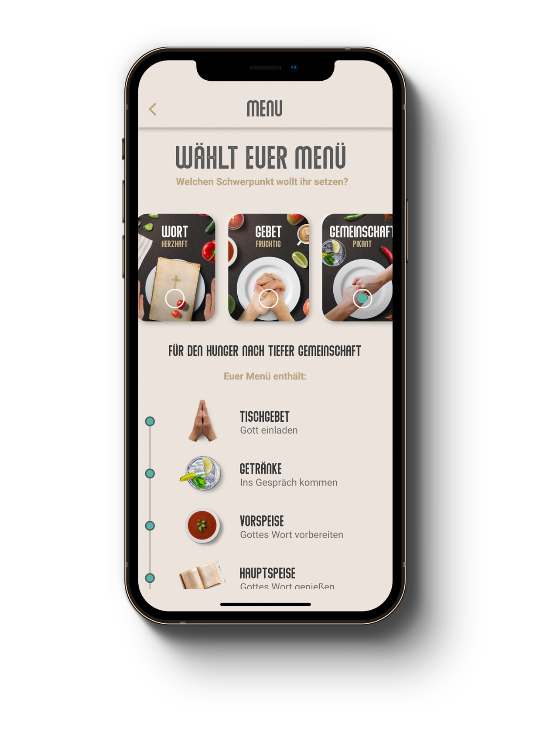 MENU
WÄHLT EUER MENÜ
Welchen Schwerpunkt wollt ihr setzen?
WORT
HERZHAFT
GEBET
FRUCHTIG
GEMEINSCHAFT
PIKANT
FÜR DEN HUNGER NACH TIEFER GEMEINSCHAFT
Euer Menü enthält:
TISCHGEBET
Gott einladen
GETRÄNKE
Ins Gespräch kommen
VORSPEISE
Gottes Wort vorbereiten
HAUPTSPEISE
Gottes Wort genießen